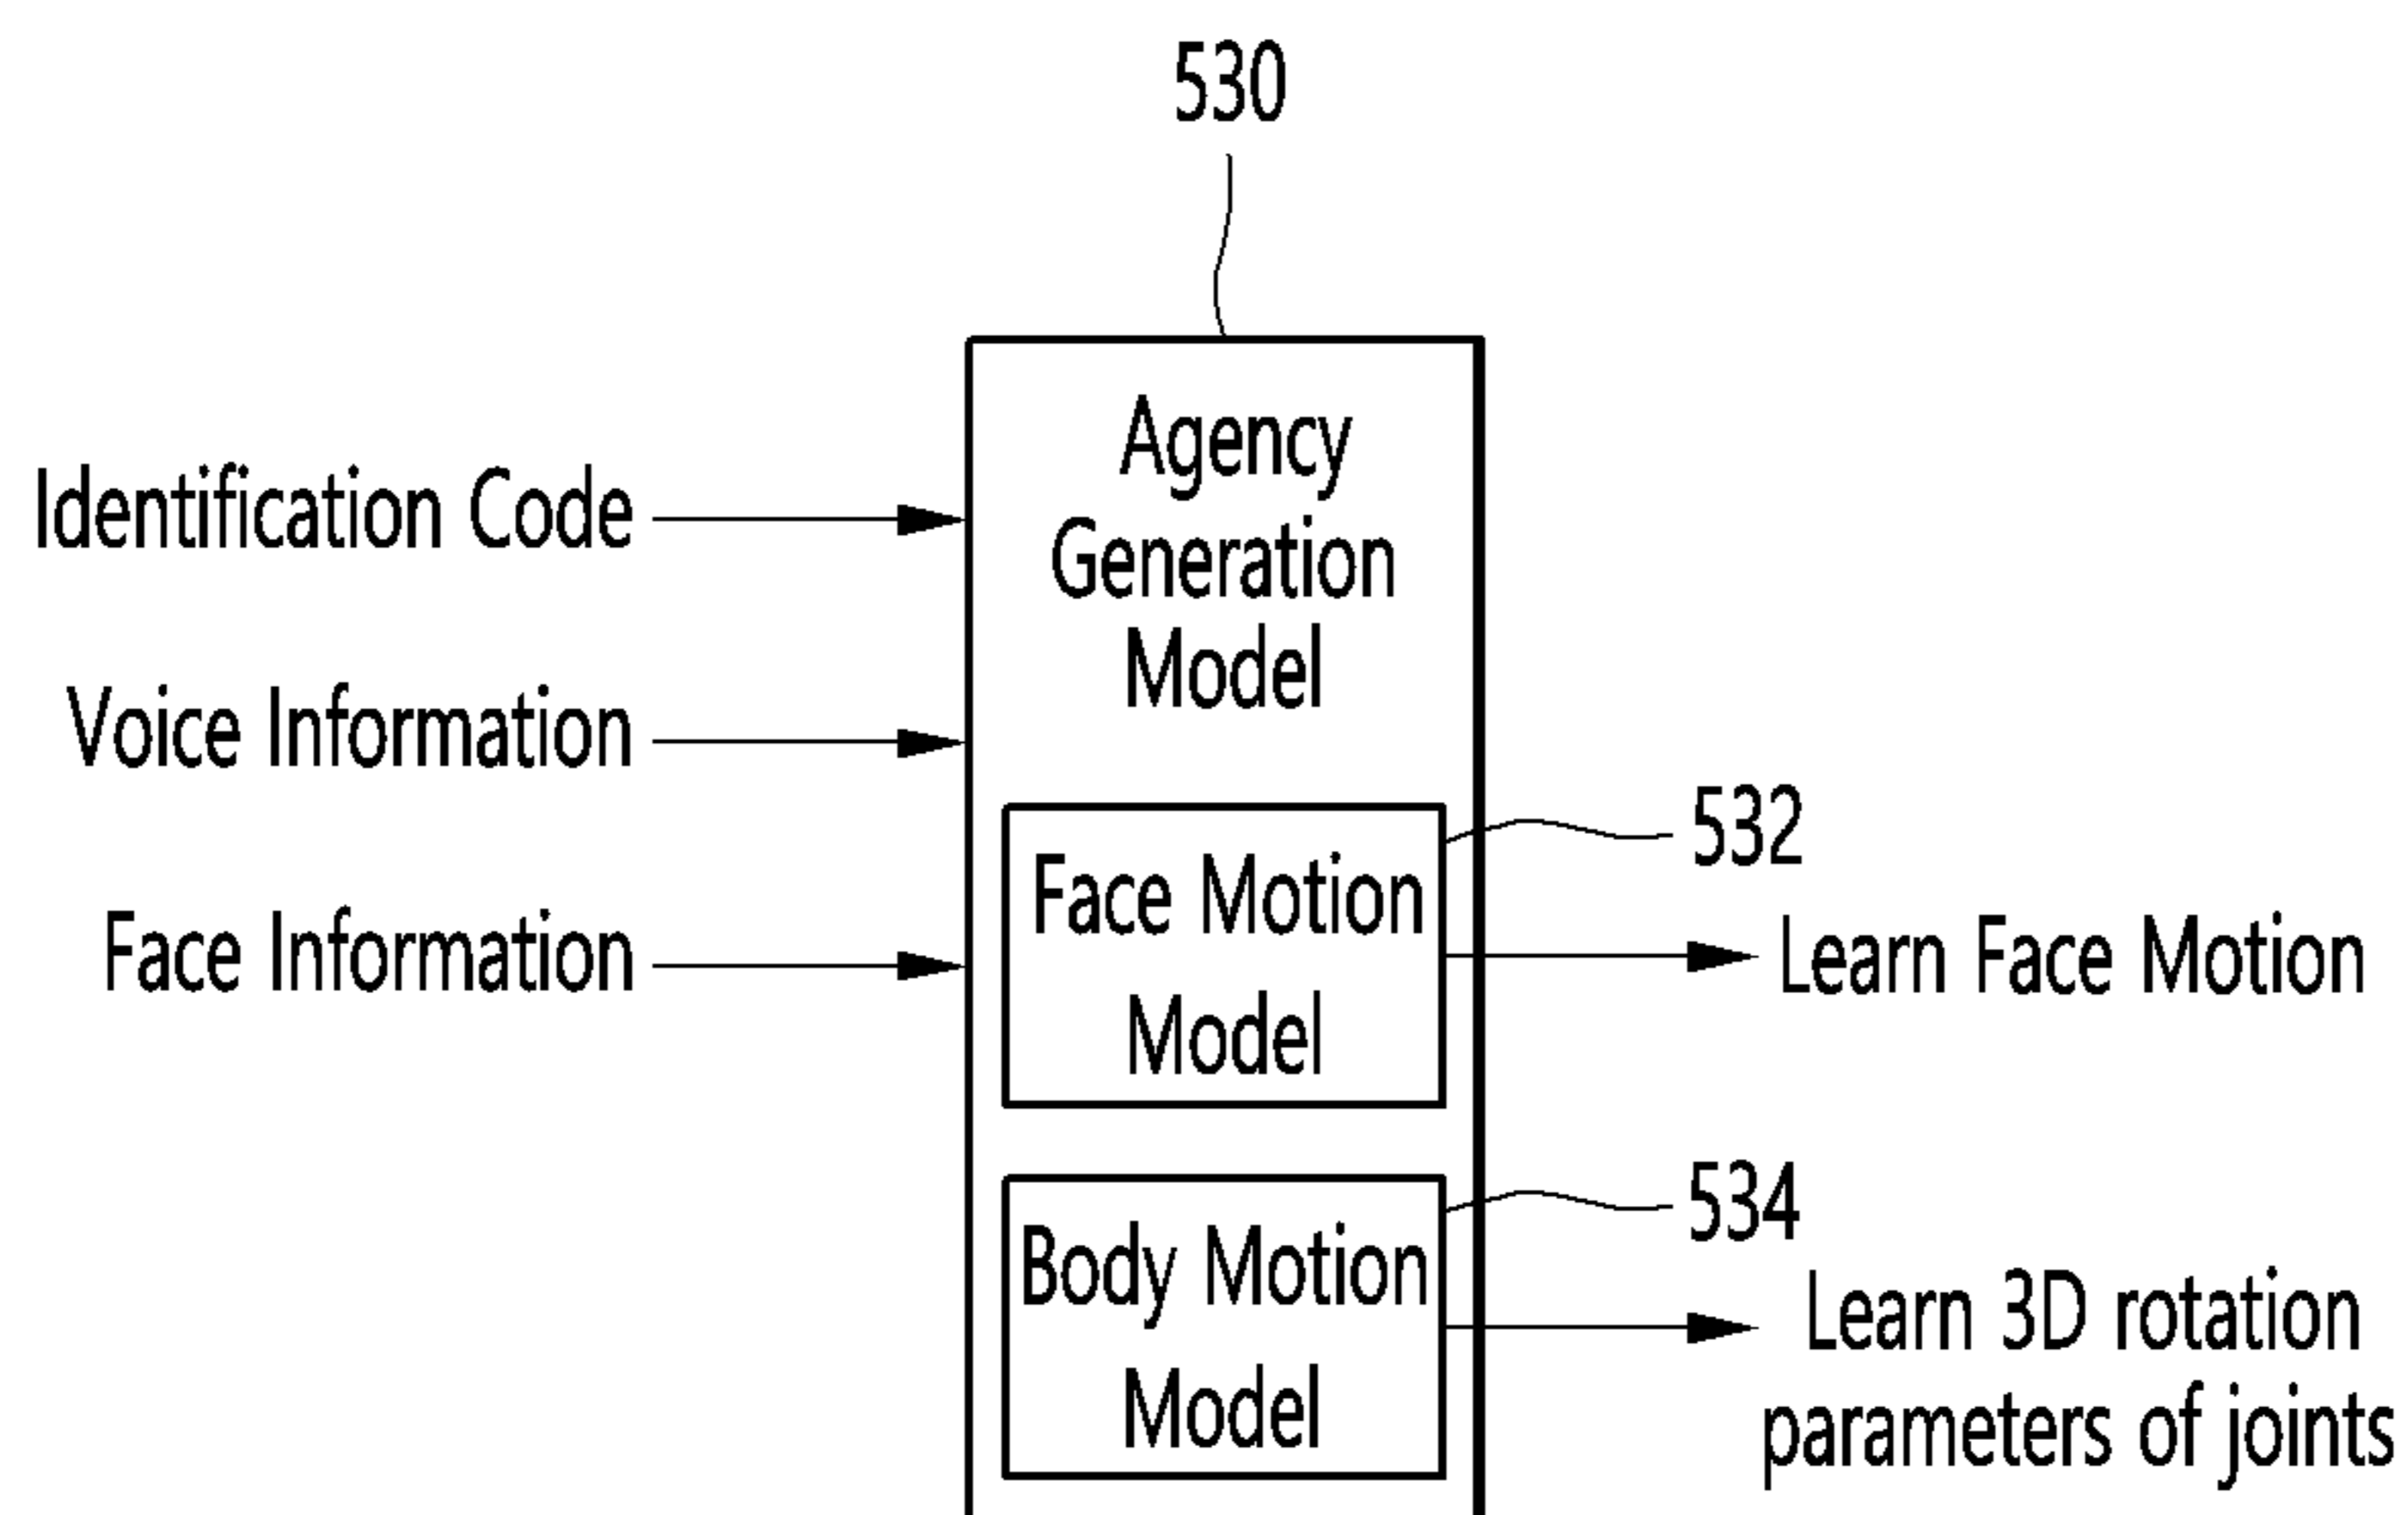 530
Agency
Generation
Model
Identification Code
Voice Information
Face Information
532
Face Motion
Model
Learn Face Motion
534
Body Motion
Model
Learn 3D rotation
parameters of joints